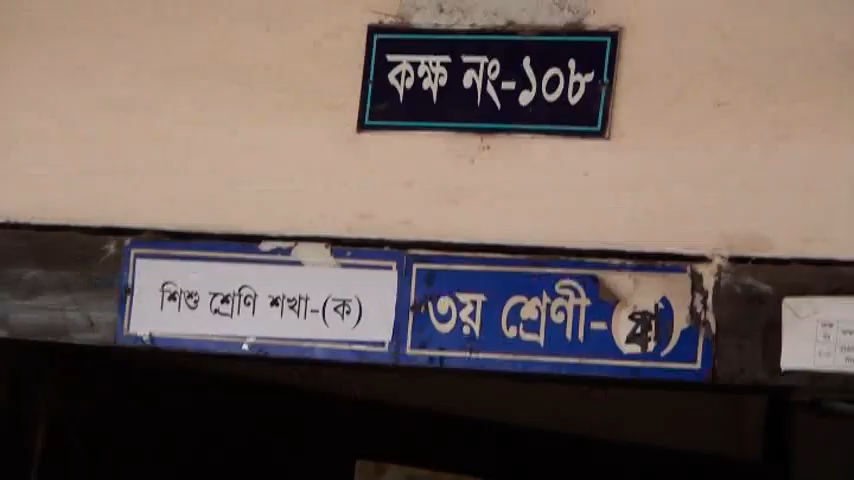 কক্ষ নং-১০৮
শিশু শ্রেণি শখা-(ক)
৩য় শ্রেণী-(ক)